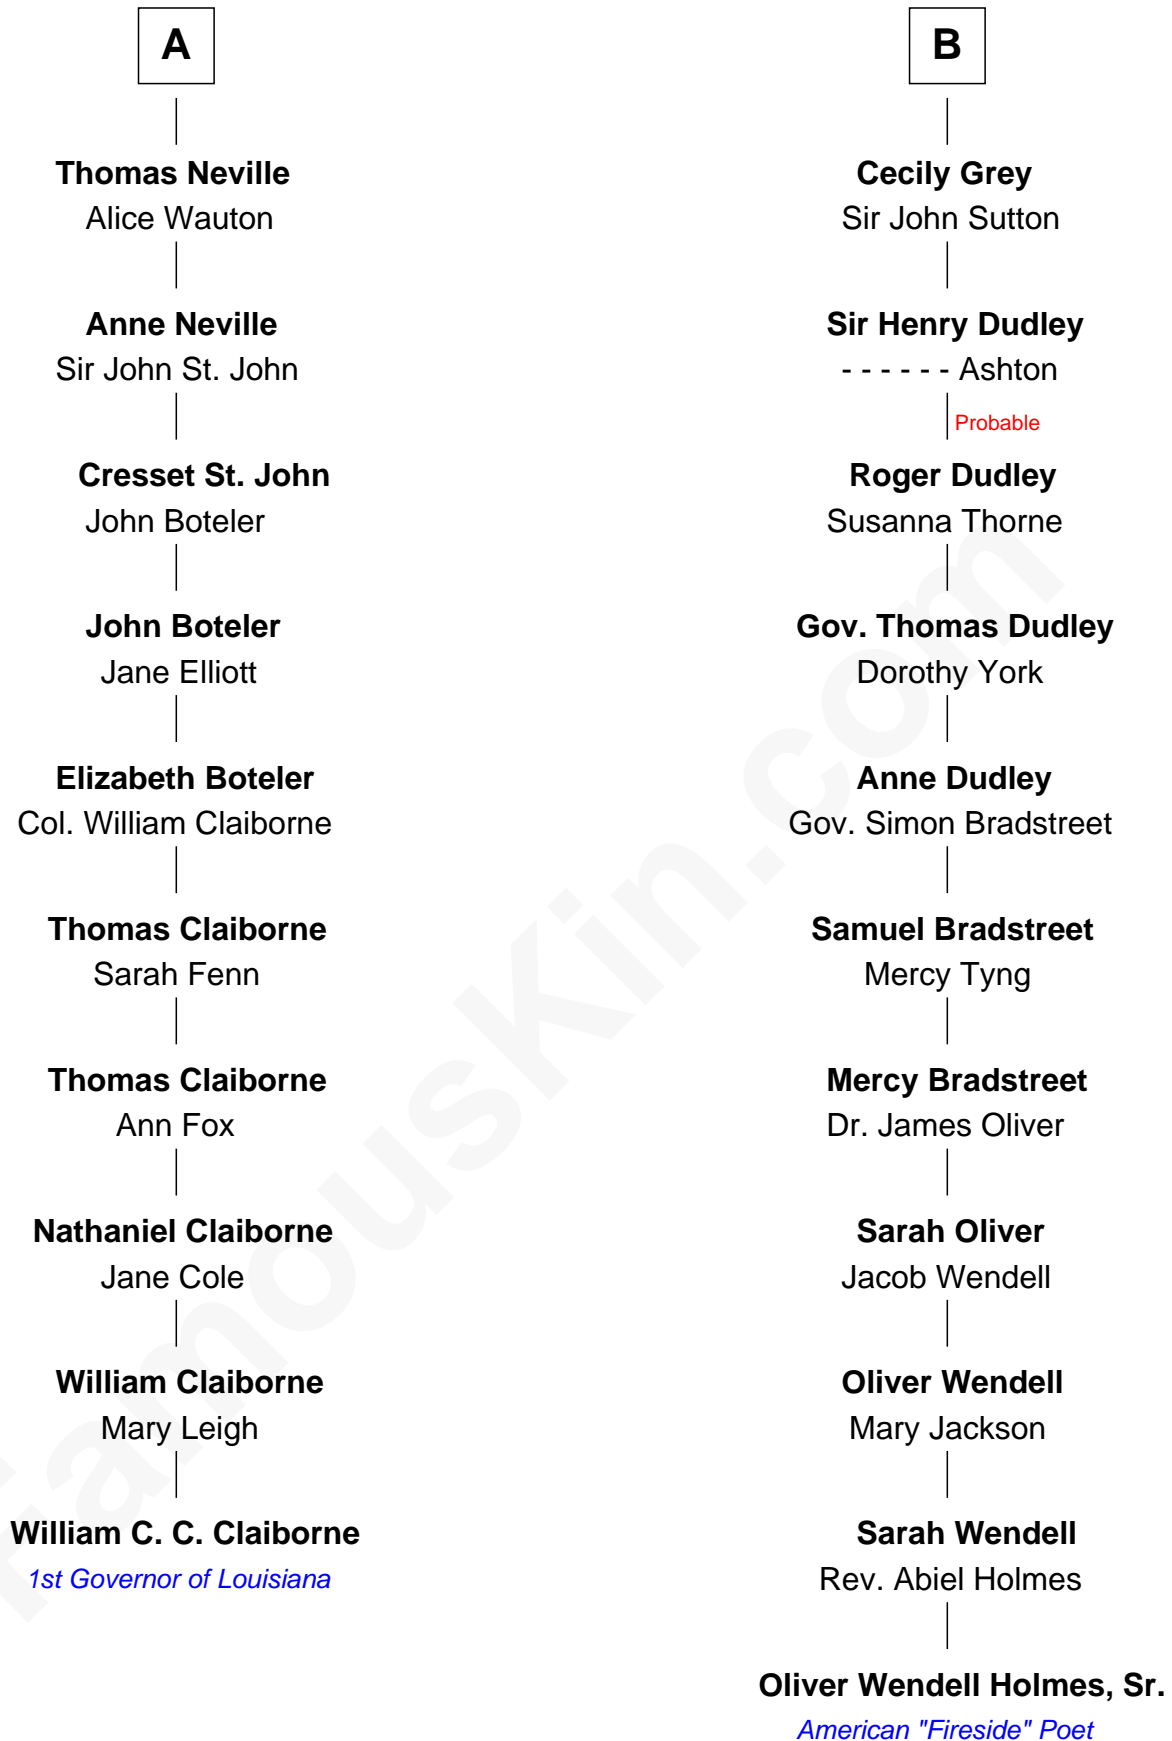 A
Thomas Neville
Alice Wauton
Anne Neville
Sir John St. John
Cresset St. John
John Boteler
John Boteler
Jane Elliott
Elizabeth Boteler
Col. William Claiborne
Thomas Claiborne
Sarah Fenn
Thomas Claiborne
Ann Fox
Nathaniel Claiborne
Jane Cole
William Claiborne
Mary Leigh
William C. C. Claiborne
1st Governor of Louisiana
B
Cecily Grey
Sir John Sutton
Sir Henry Dudley
- - - - - - Ashton
Probable
Roger Dudley
Susanna Thorne
Gov. Thomas Dudley
Dorothy York
Anne Dudley
Gov. Simon Bradstreet
Samuel Bradstreet
Mercy Tyng
Mercy Bradstreet
Dr. James Oliver
Sarah Oliver
Jacob Wendell
Oliver Wendell
Mary Jackson
Sarah Wendell
Rev. Abiel Holmes
Oliver Wendell Holmes, Sr.
American "Fireside" Poet
FamousKin.com